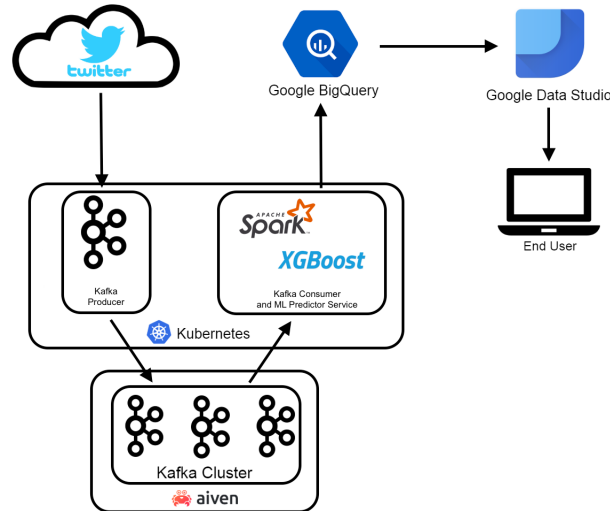 twitter
Google BigQuery
Google Data Studio
End User
Kafka
Producer
APACHE
Spark
XGBoost
Kafka Consumer
and ML Predictor Service
Kubernetes
Kafka Cluster
aiven